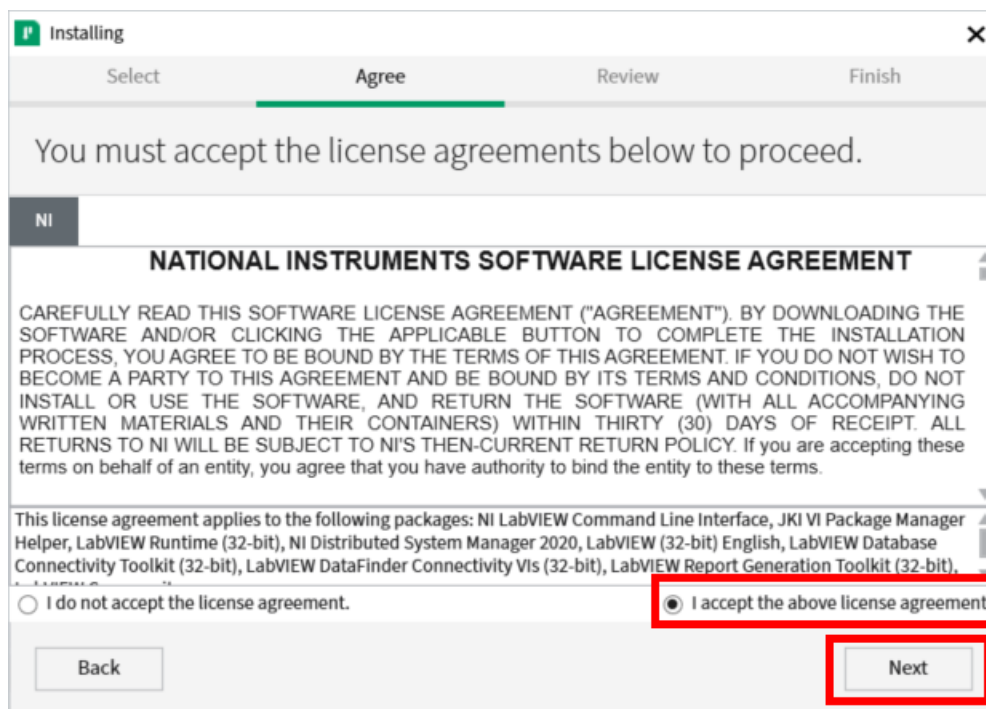 Installing
Select Agree Review Finish
You must accept the license agreements below to proceed.
NI
NATIONAL INSTRUMENTS SOFTWARE LICENSE AGREEMENT
CAREFULLY READ THIS SOFTWARE LICENSE AGREEMENT ("AGREEMENT"). BY DOWNLOADING THE
SOFTWARE AND/OR CLICKING THE APPLICABLE BUTTON TO COMPLETE THE INSTALLATION
PROCESS, YOU AGREE TO BE BOUND BY THE TERMS OF THIS AGREEMENT. IF YOU DO NOT WISH TO
BECOME A PARTY TO THIS AGREEMENT AND BE BOUND BY ITS TERMS AND CONDITIONS, DO NOT
INSTALL OR USE THE SOFTWARE, AND RETURN THE SOFTWARE (WITH ALL ACCOMPANYING
WRITTEN MATERIALS AND THEIR CONTAINERS) WITHIN THIRTY (30) DAYS OF RECEIPT. ALL
RETURNS TO NI WILL BE SUBJECT TO NI'S THEN-CURRENT RETURN POLICY. If you are accepting these
terms on behalf of an entity, you agree that you have authority to bind the entity to these terms.
This license agreement applies to the following packages: NI LabVIEW Command Line Interface, JKI VI Package Manager
Helper, LabVIEW Runtime (32-bit), NI Distributed System Manager 2020, LabVIEW (32-bit) English, LabVIEW Database
Connectivity Toolkit (32-bit), LabVIEW DataFinder Connectivity VIs (32-bit), LabVIEW Report Generation Toolkit (32-bit),
I do not accept the license agreement. I accept the above license agreement
Back Next